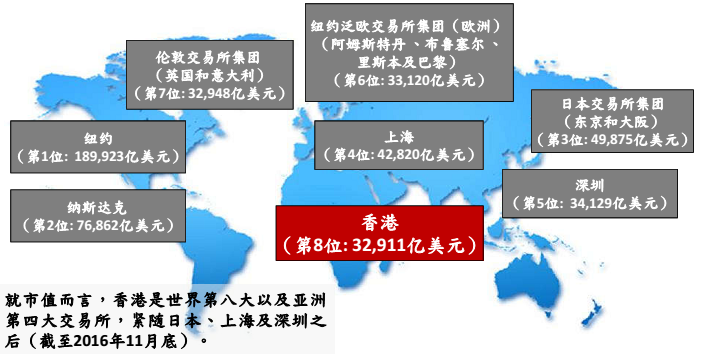 伦敦交易所集团
（英国和意大利）
（第7位: 32,948亿美元）
纽约泛欧交易所集团（欧洲）
（阿姆斯特丹、布鲁塞尔、
里斯本及巴黎）
（第6位: 33,120亿美元）
日本交易所集团
（东京和大阪）
（第3位: 49,875亿美元）
纽约
（第1位: 189,923亿美元）
上海
（第4位: 42,820亿美元）
纳斯达克
（第2位: 76,862亿美元）
深圳
（第5位: 34,129亿美元）
香港
（第8位: 32,911亿美元）
就市值而言，香港是世界第八大以及亚洲
第四大交易所，紧随日本、上海及深圳之
后（截至2016年11月底）。